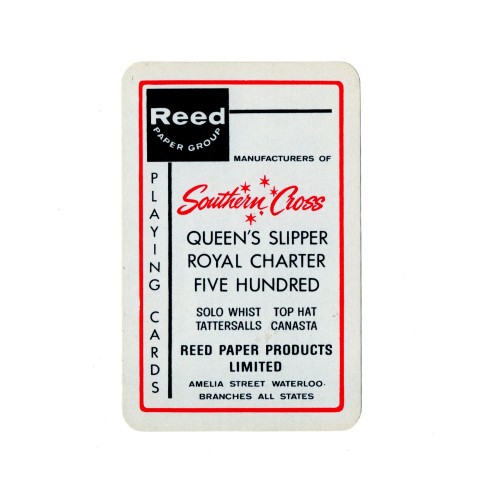 Reed
PAPER GROUP
MANUFACTURERS OF
PLAYING CARDS
Southern Cross
QUEEN'S SLIPPER
ROYAL CHARTER
FIVE HUNDRED
SOLO WHIST TOP HAT
TATTERSALLS CANASTA
REED PAPER PRODUCTS
LIMITED
AMELIA STREET WATERLOO·
BRANCHES ALL STATES